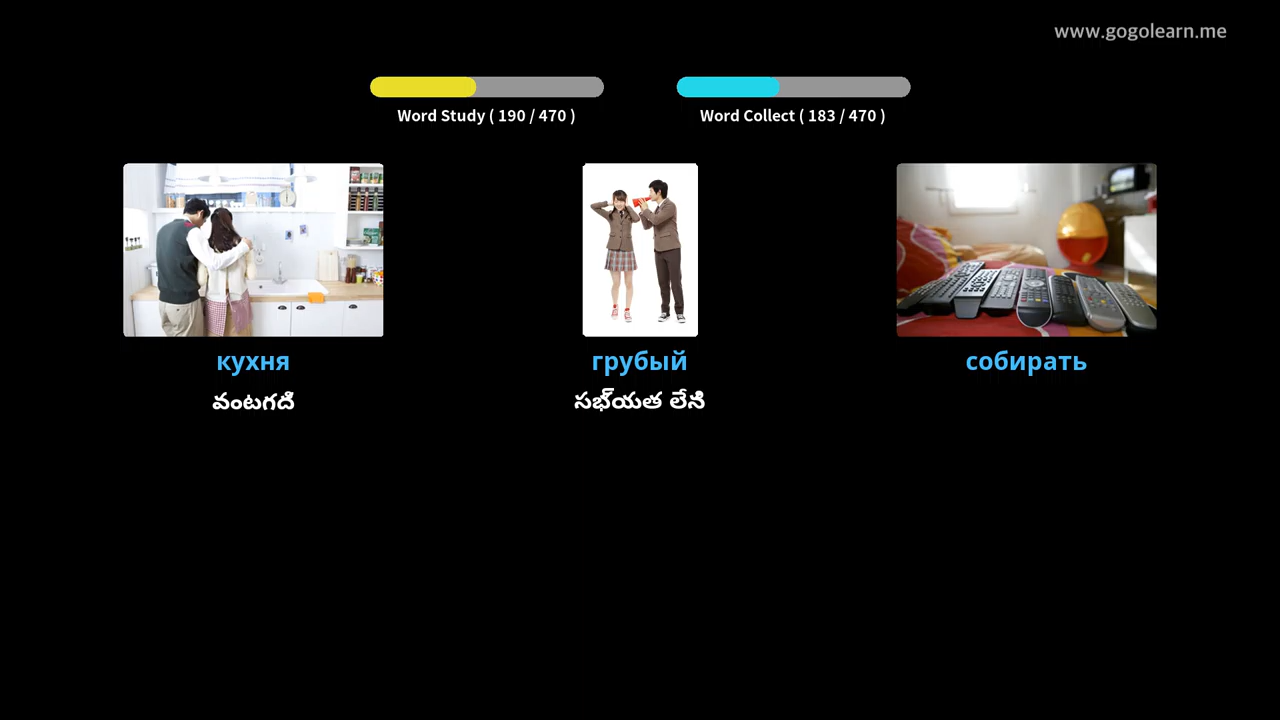 www.gogolearn.me
Word Study ( 190 / 470 )
Word Collect ( 183 / 470 )
кухня
грубый
собирать
వంటగది
సభ్యత లేని